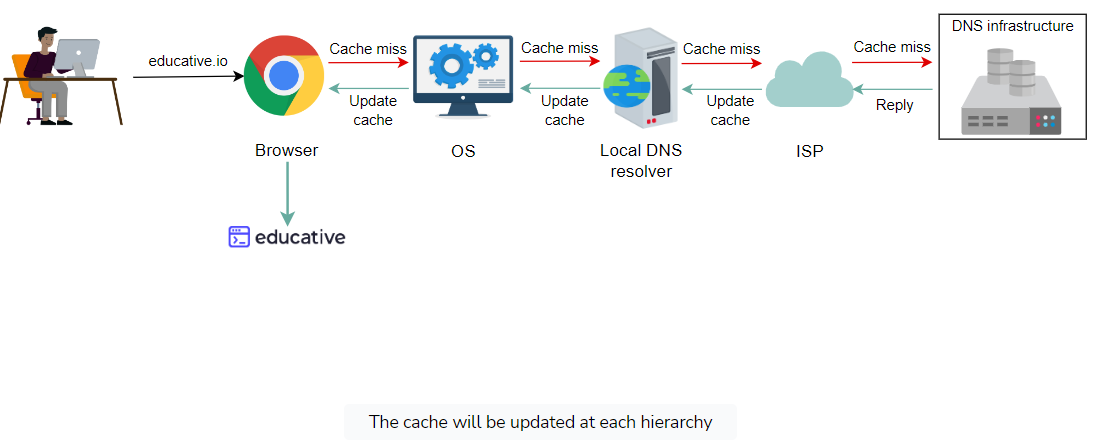 DNS infrastructure
educative.io
Cache miss
Cache miss
Cache miss
Cache miss
Update
cache
Update
cache
Update
cache
Reply
Browser
OS
Local DNS
resolver
ISP
educative
The cache will be updated at each hierarchy